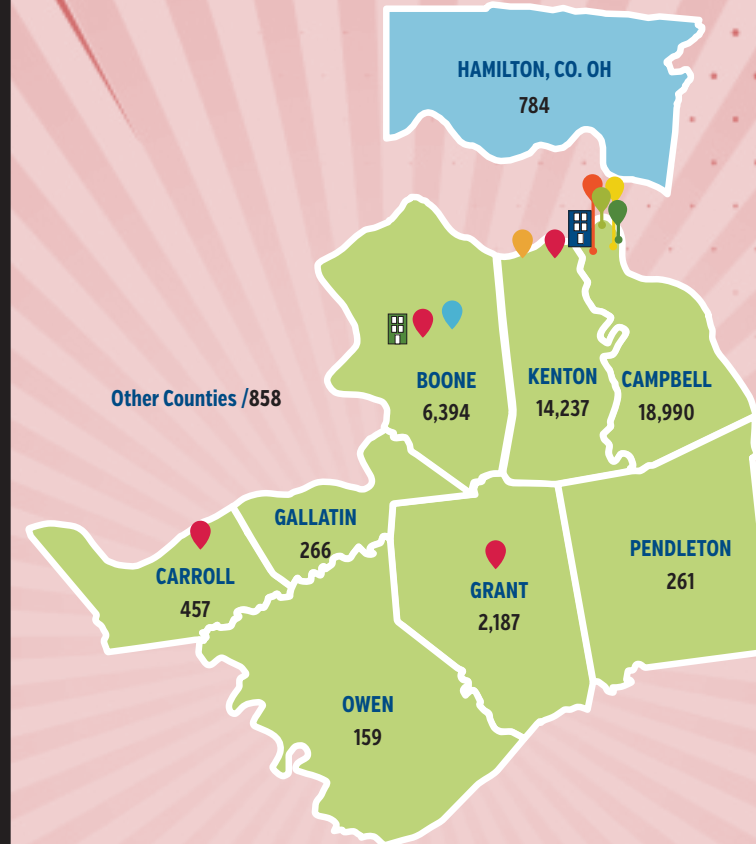 HAMILTON, CO. OH
784
BOONE
6,394
KENTON
14,237
CAMPBELL
18,990
Other Counties /858
GALLATIN
266
CARROLL
457
GRANT
2,187
PENDLETON
261
OWEN
159